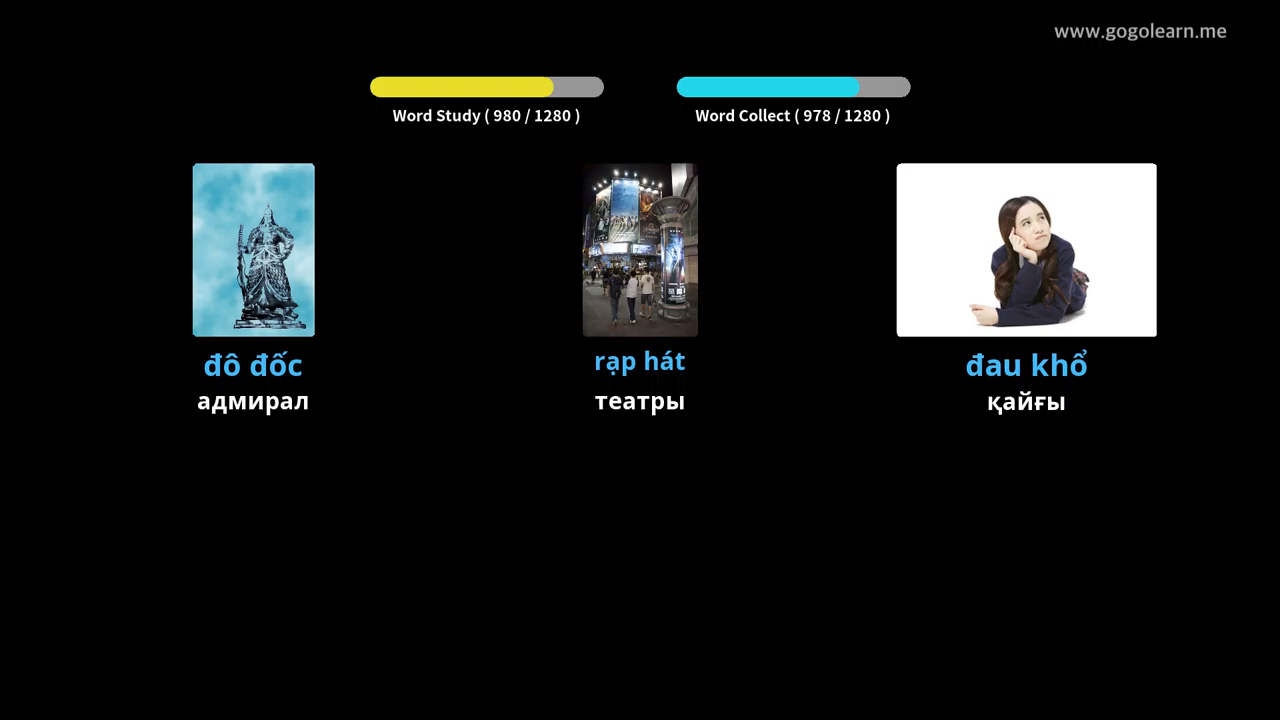 www.gogolearn.me
Word Study ( 980 / 1280 )
Word Collect ( 978 / 1280 )
đô đốc
адмирал
rạp hát
театры
đau khổ
қайғы